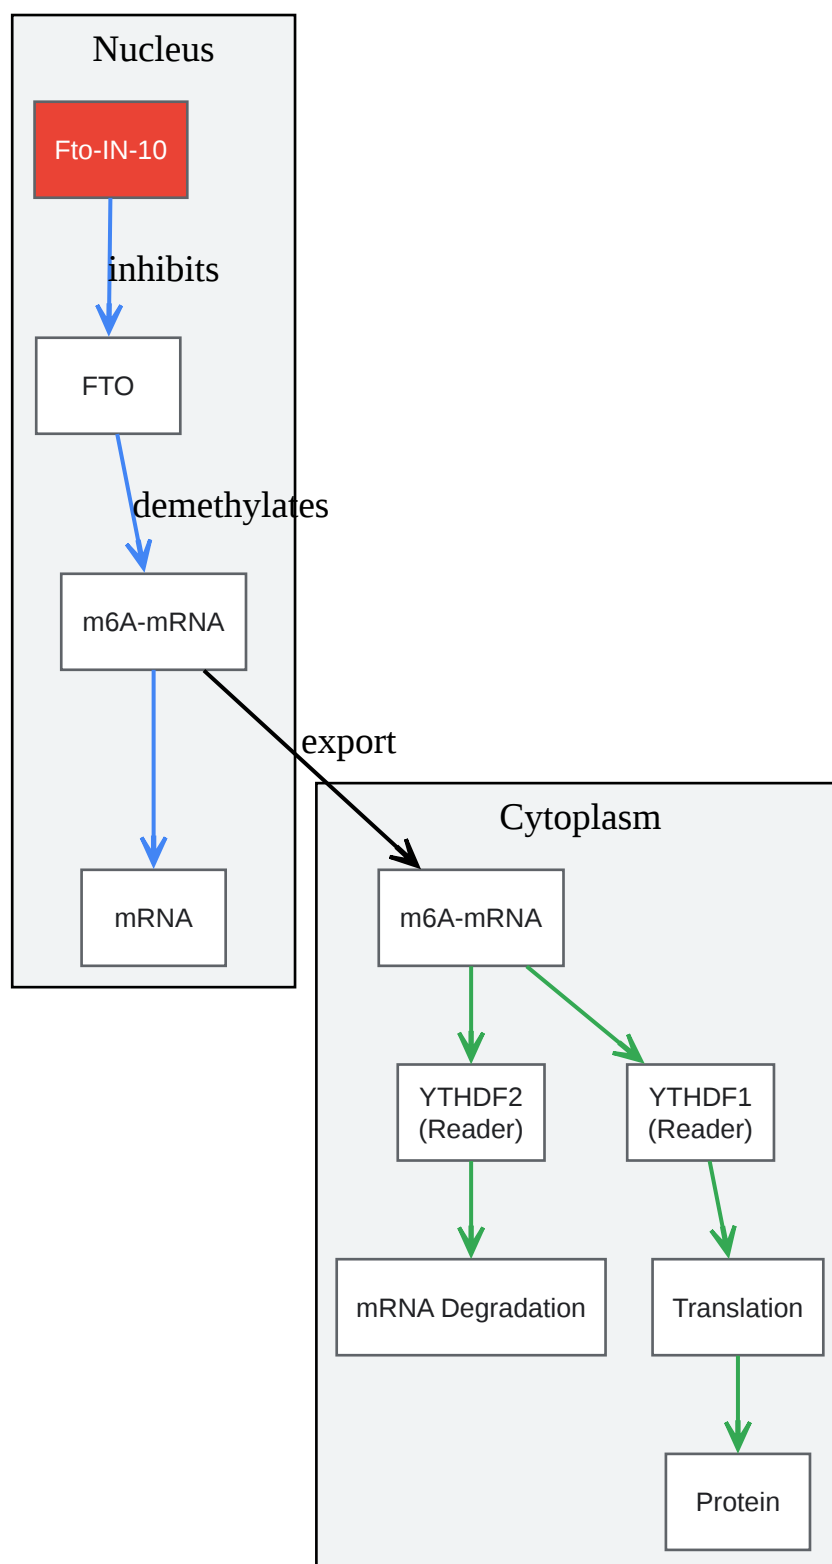 Nucleus
Fto-IN-10
inhibits
FTO
demethylates
m6A-mRNA
export
mRNA
Cytoplasm
m6A-mRNA
YTHDF2
(Reader)
YTHDF1
(Reader)
mRNA Degradation
Translation
Protein